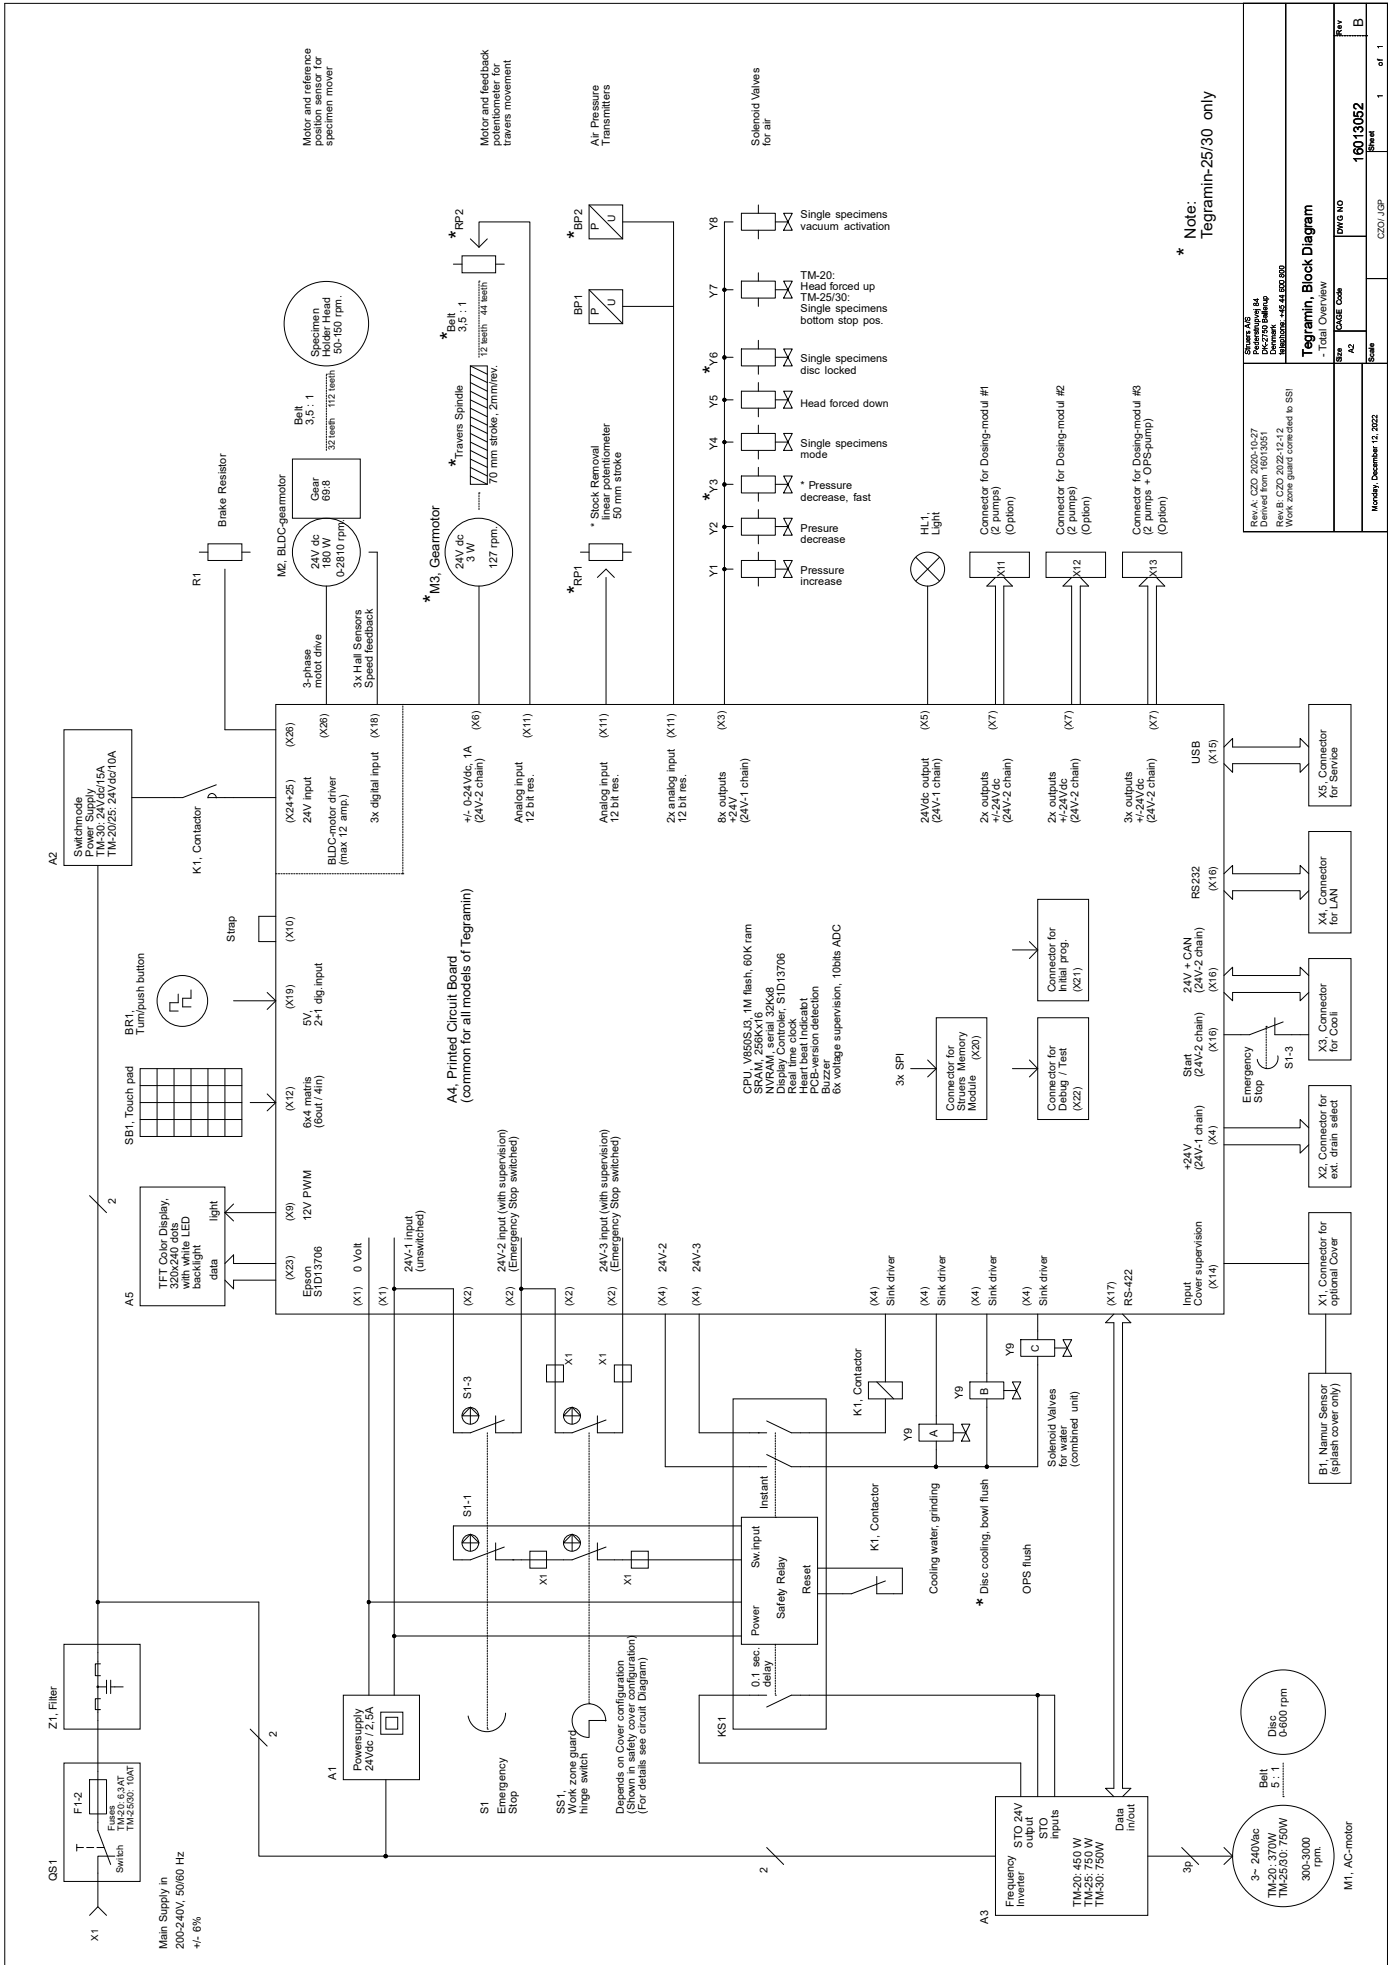 X1
Main Supply in
200-240V, 50/60 Hz
+/- 6%
QS1
F1-2
Switch
Fuses
TM-20: 6,3AT
TM-25/30: 10AT
Z1, Filter
2
A5
TFT Color Display,
320x240 dots
with white LED
backlight
data
light
SB1, Touch pad
BR1,
Turn/push button
Strap
A2
Switchmode
Power Supply
TM-30: 24Vdc/15A
TM-20/25: 24Vdc/10A
K1, Contactor
R1
Brake Resistor
2
A1
Powersupply
24Vdc / 2,5A
S1
Emergency
Stop
SS1,
Work zone guard
hinge switch
Depends on Cover configuration
(Shown in safety cover configuration)
(For details see circuit Diagram)
S1-1
S1-3
X1
X1
X1
X1
KS1
0.1 sec.
delay
Power
Sw.input
Safety Relay
Reset
Instant
K1, Contactor
K1, Contactor
Cooling water, grinding
* Disc cooling, bowl flush
OPS flush
Y9
A
Y9
B
Y9
C
Solenoid Valves
for water
(combined unit)
2
A3
Frequency
Inverter
STO 24V
output
STO
inputs
TM-20: 450 W
TM-25: 750 W
TM-30: 750W
Data
in/out
3p
3~ 240Vac
TM-20: 370W
TM-25/30: 750W
300-3000
rpm.
M1, AC-motor
Belt
5 : 1
Disc
0-600 rpm
(X23)
Epson
S1D13706
(X9)
12V PWM
(X12)
6x4 matris
(6out / 4in)
(X19)
5V,
2+1 dig.input
(X10)
(X24+25)
24V input
(X26)
BLDC-motor driver
(max 12 amp.)
(X26)
3x digital input
(X18)
(X1)
0 Volt
(X1)
24V-1 input
(unswitched)
(X2)
(X2)
24V-2 input (with supervision)
(Emergency Stop switched)
(X2)
(X2)
24V-3 input (with supervision)
(Emergency Stop switched)
(X4)
24V-2
(X4)
24V-3
(X4)
Sink driver
(X4)
Sink driver
(X4)
Sink driver
(X4)
Sink driver
(X17)
RS-422
A4, Printed Circuit Board
(common for all models of Tegramin)
CPU, V850SJ3, 1M flash, 60K ram
SRAM, 256Kx16
NVRAM, serial 32Kx8
Display Controler, S1D13706
Real time clock
Heart beat Indicator
PCB-version detection
Buzzer
6x voltage supervision, 10bits ADC
3x SPI
Connector for
Struers Memory
Module
(X20)
Connector for
Debug / Test
(X22)
Connector for
Initial prog.
(X21)
+/- 0-24Vdc, 1A
(24V-2 chain)
(X6)
Analog input
12 bit res.
(X11)
Analog input
12 bit res.
(X11)
2x analog input
12 bit res.
(X11)
8x outputs
+24V
(24V-1 chain)
(X3)
24Vdc output
(24V-1 chain)
(X5)
2x outputs
+/-24Vdc
(24V-2 chain)
(X7)
2x outputs
+/-24Vdc
(24V-2 chain)
(X7)
3x outputs
+/-24Vdc
(24V-2 chain)
(X7)
Input
Cover supervision
(X14)
+24V
(24V-1 chain)
(X4)
Start
(24V-2 chain)
(X16)
24V + CAN
(24V-2 chain)
(X16)
RS232
(X16)
USB
(X15)
Emergency
Stop
S1-3
B1, Namur Sensor
(splash cover only)
X1, Connector for
optional Cover
X2, Connector for
ext. drain select
X3, Connector
for Cooli
X4, Connector
for LAN
X5, Connector
for Service
3-phase
motot drive
3x Hall Sensors
Speed feedback
M2, BLDC-gearmotor
24V dc
180 W
0-2810 rpm
Gear
69:8
Belt
3,5 : 1
32 teeth
112 teeth
Specimen
Holder Head
50-150 rpm.
Motor and reference
position sensor for
specimen mover
*M3, Gearmotor
24V dc
3 W
127 rpm.
*Travers Spindle
70 mm stroke, 2mm/rev.
*Belt
3,5 : 1
12 teeth
44 teeth
*RP2
Motor and feedback
potentiometer for
travers movement
*RP1
* Stock Removal
linear potentiometer
50 mm stroke
BP1
P
U
*BP2
P
U
Air Pressure
Transmitters
Y1
Pressure
increase
Y2
Presure
decrease
*Y3
* Pressure
decrease, fast
Y4
Single specimens
mode
Y5
Head forced down
*Y6
Single specimens
disc locked
Y7
TM-20:
Head forced up
TM-25/30:
Single specimens
bottom stop pos.
Y8
Single specimens
vacuum activation
Solenoid Valves
for air
HL1,
Light
X11
Connector for Dosing-modul #1
(2 pumps)
(Option)
X12
Connector for Dosing-modul #2
(2 pumps)
(Option)
X13
Connector for Dosing-modul #3
(2 pumps + OPS-pump)
(Option)
* Note:
Tegramin-25/30 only
Rev.A: CZO 2020-10-27
Derived from 16013051
Rev.B: CZO 2022-12-12
Work zone guard corrected to SS1
Monday, December 12, 2022
Struers A/S
Pederstrupvej 84
DK-2750 Ballerup
Denmark
telephone: +45 44 600 800
Tegramin, Block Diagram
- Total Overview
Size
A2
CAGE Code
DWG NO
16013052
Rev
B
Scale
CZO/ JGP
Sheet
1
of
1